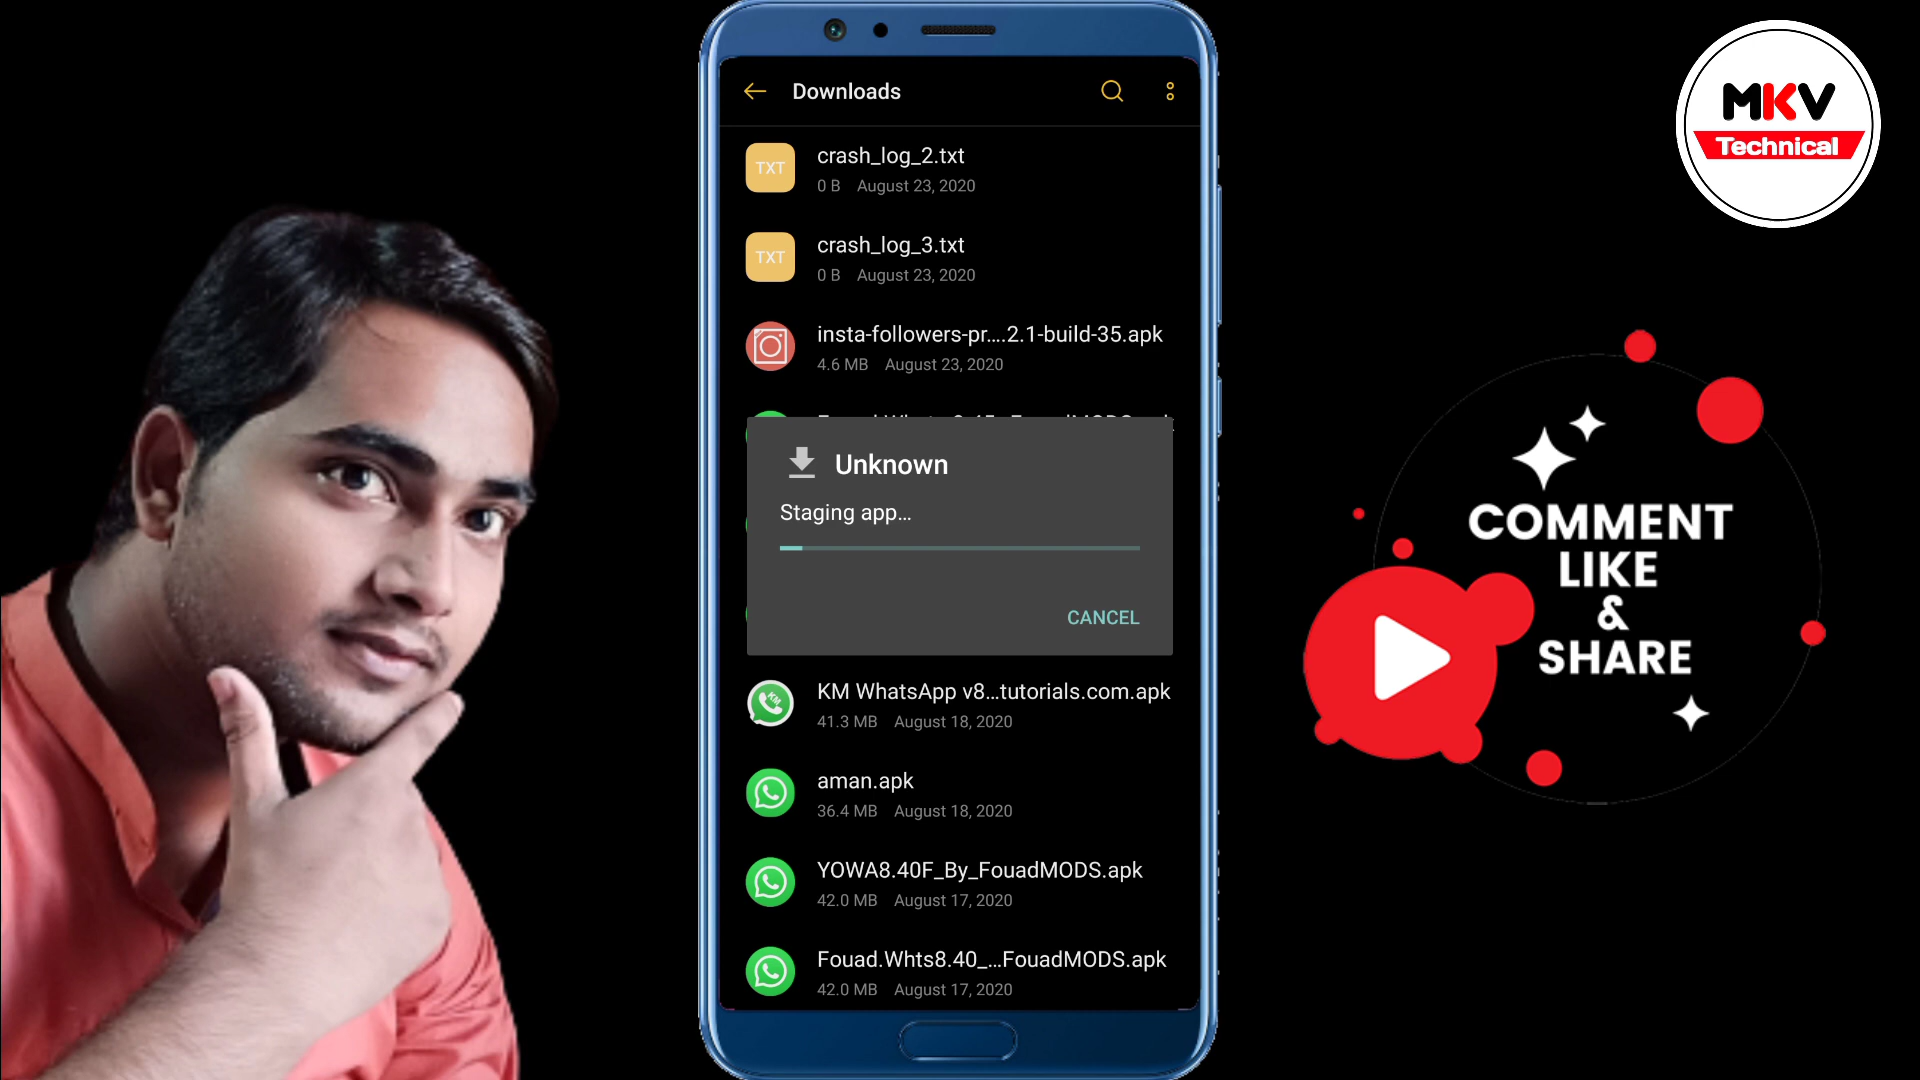 Downloads
TXT
crash_log_2.txt
0 B August 23, 2020
TXT
crash_log_3.txt
0 B August 23, 2020
insta-followers-pr....2.1-build-35.apk
4.6 MB August 23, 2020
Unknown
Staging app...
CANCEL
KM
KM WhatsApp v8...tutorials.com.apk
41.3 MB August 18, 2020
aman.apk
36.4 MB August 18, 2020
YOWA8.40F_By_FouadMODS.apk
42.0 MB August 17, 2020
Fouad.Whts8.40_...FouadMODS.apk
42.0 MB August 17, 2020
MKV
Technical
COMMENT
LIKE
&
SHARE